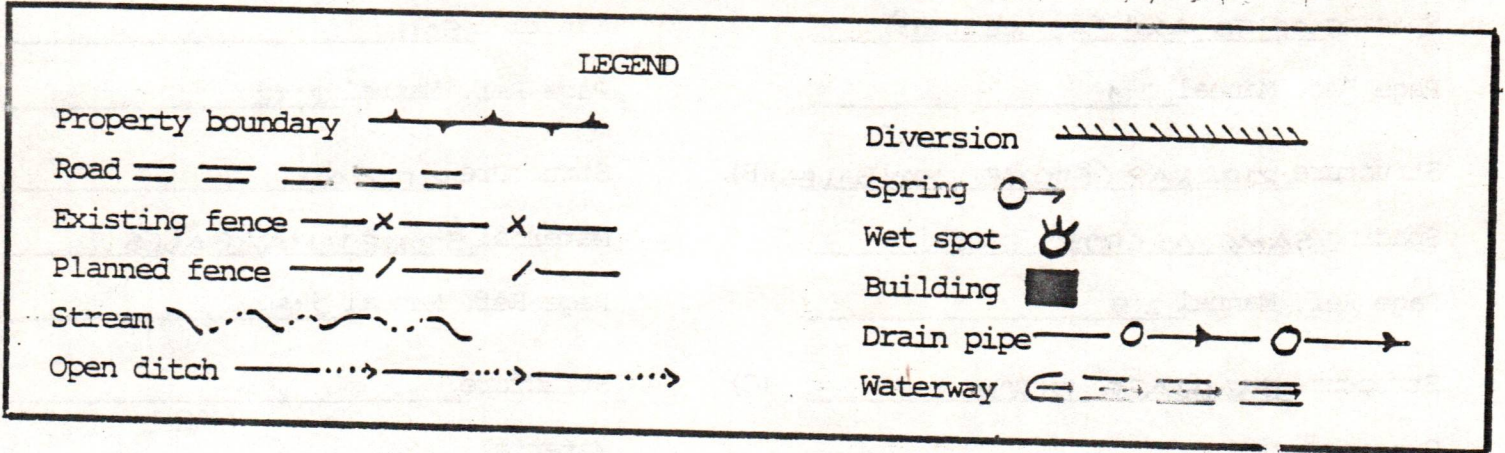 LEGEND
Property boundary
Road
Existing fence
Planned fence
Stream
Open ditch
Diversion
Spring
Wet spot
Building
Drain pipe
Waterway